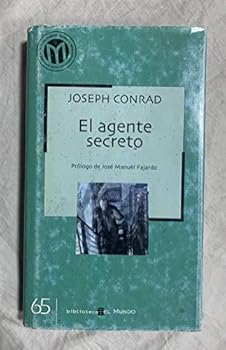 JOSEPH CONRAD
El agente
secreto
Prólogo de José Manuel Fajardo
65
biblioteca EL MUNDO